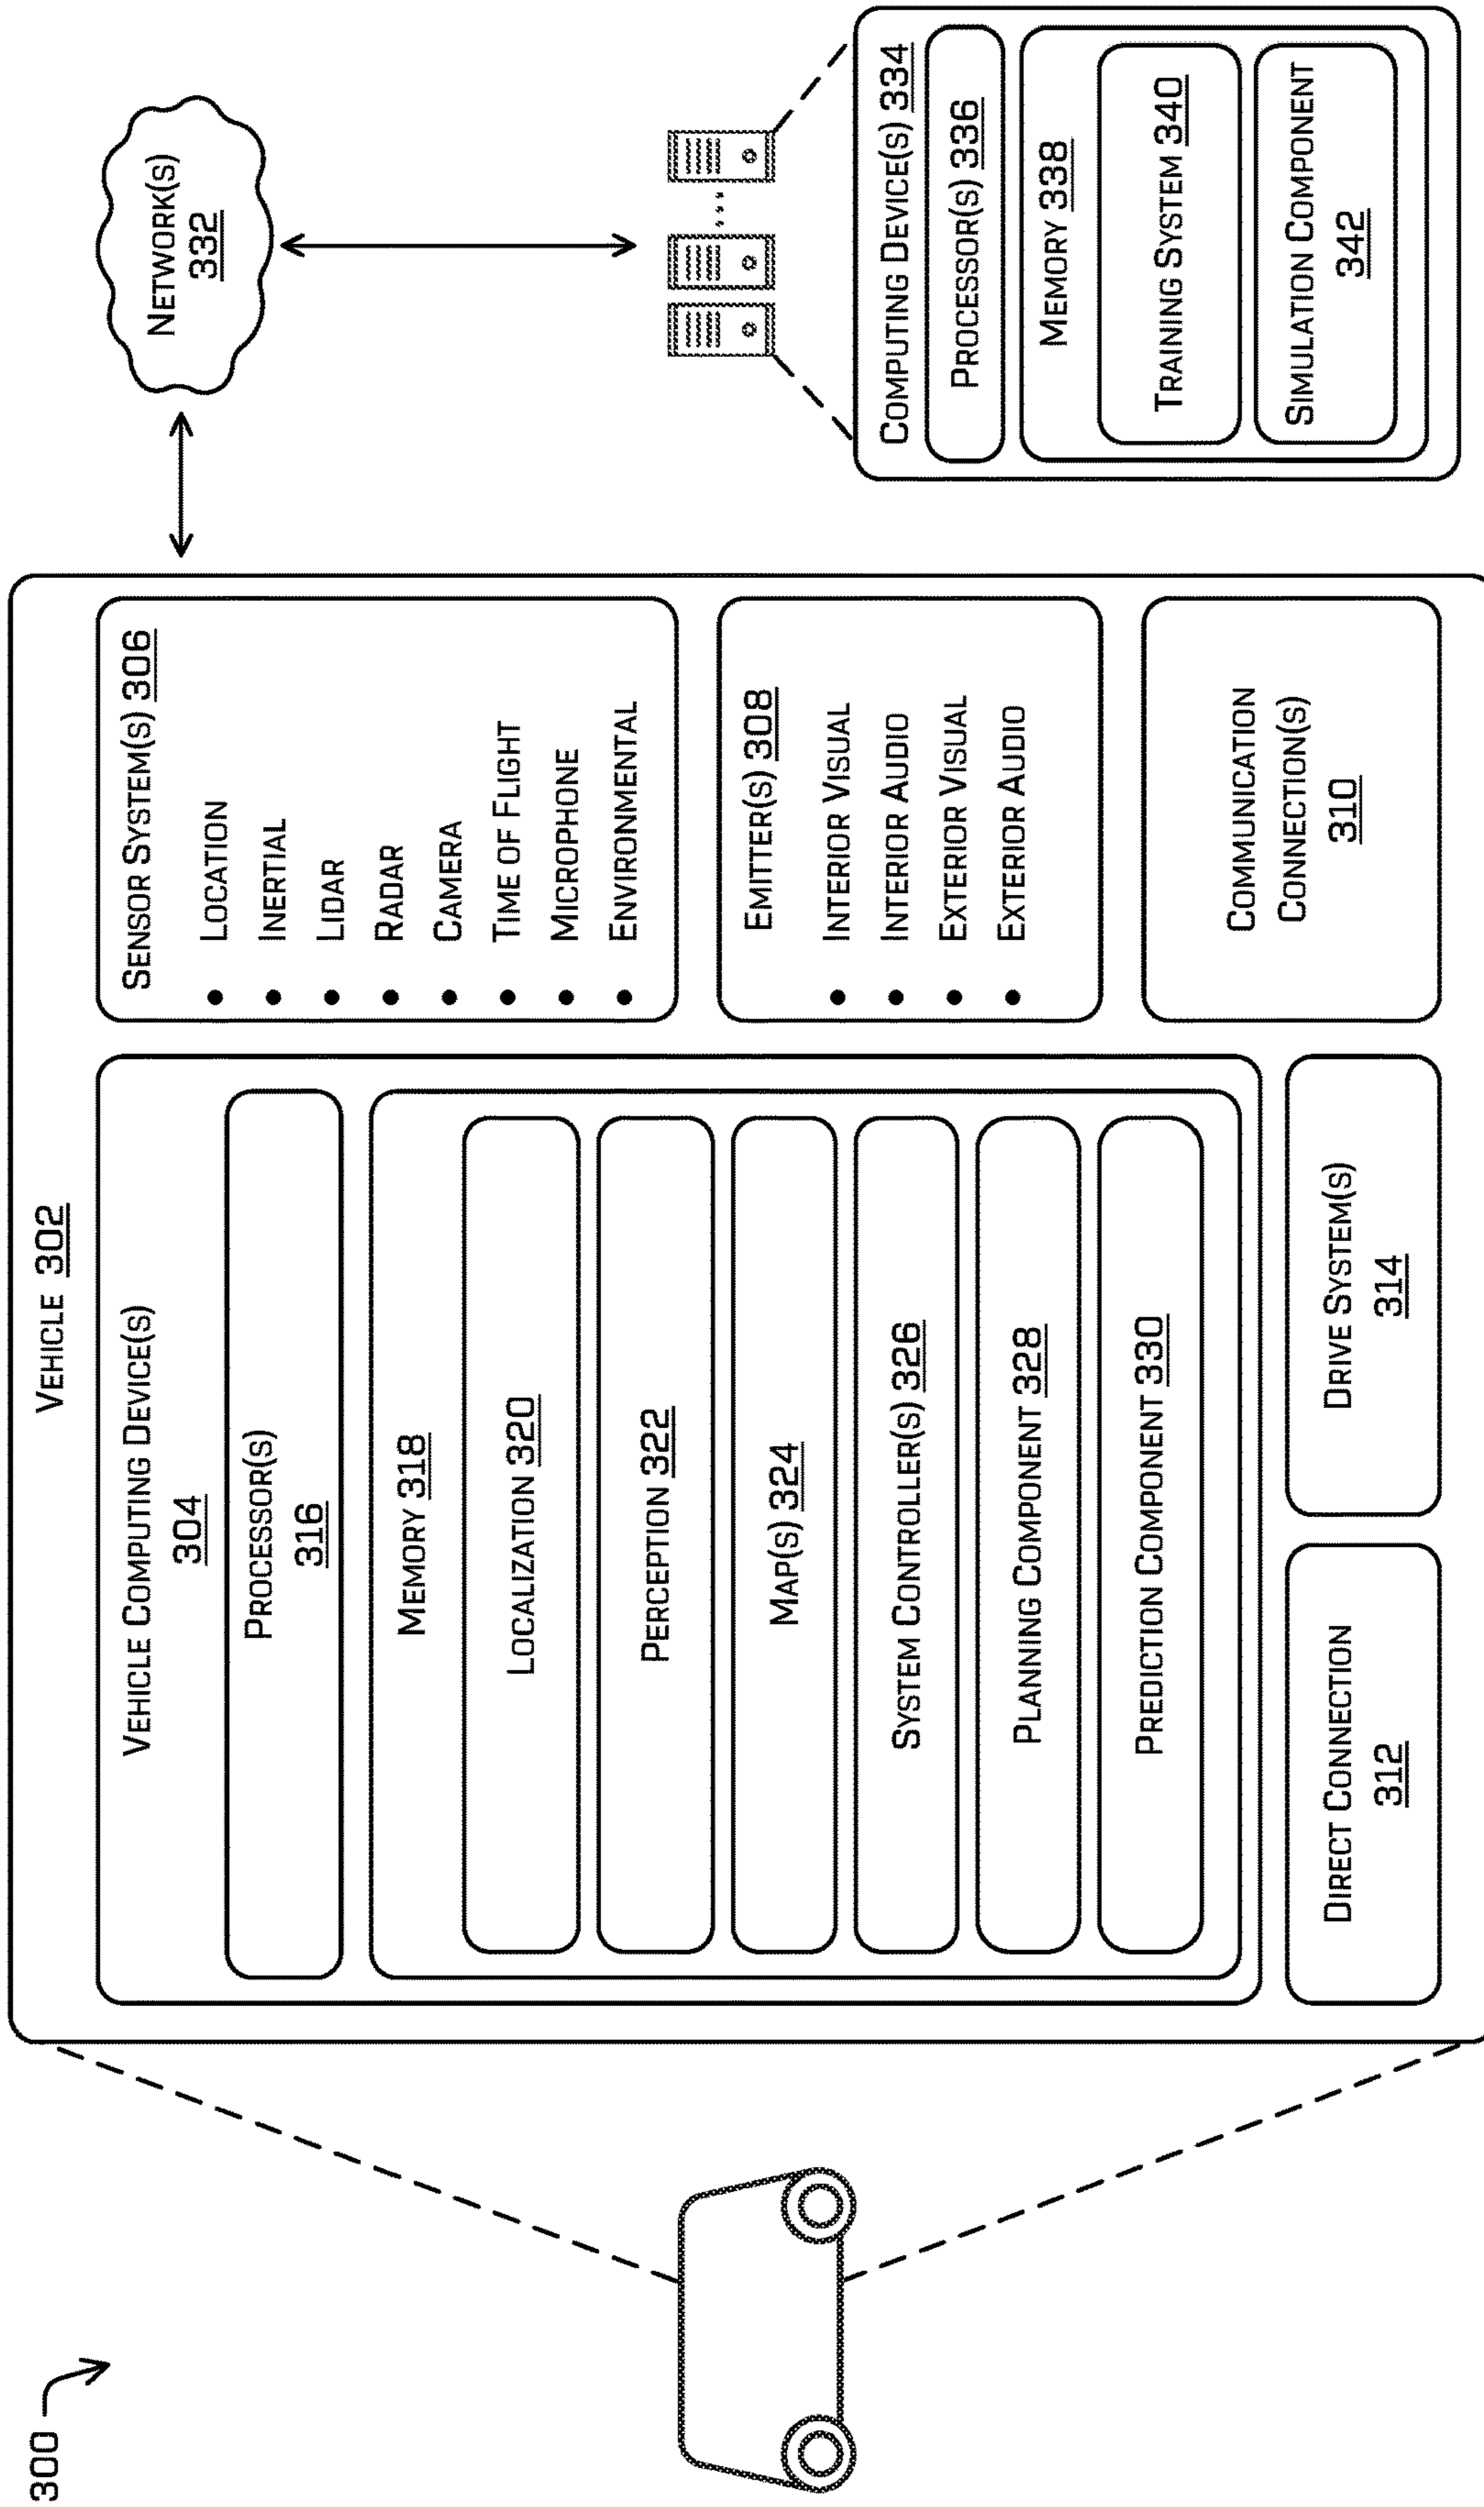 300
VEHICLE 302
VEHICLE COMPUTING DEVICE(S)
304
PROCESSOR(S)
316
MEMORY 318
LOCALIZATION 320
PERCEPTION 322
MAP(S) 324
SYSTEM CONTROLLER(S) 326
PLANNING COMPONENT 328
PREDICTION COMPONENT 330
DIRECT CONNECTION
312
DRIVE SYSTEM(S)
314
SENSOR SYSTEM(S) 306
• LOCATION
• INERTIAL
• LIDAR
• RADAR
• CAMERA
• TIME OF FLIGHT
• MICROPHONE
• ENVIRONMENTAL
EMITTER(S) 308
• INTERIOR VISUAL
• INTERIOR AUDIO
• EXTERIOR VISUAL
• EXTERIOR AUDIO
COMMUNICATION
CONNECTION(S)
310
NETWORK(S)
332
COMPUTING DEVICE(S) 334
PROCESSOR(S) 336
MEMORY 338
TRAINING SYSTEM 340
SIMULATION COMPONENT
342